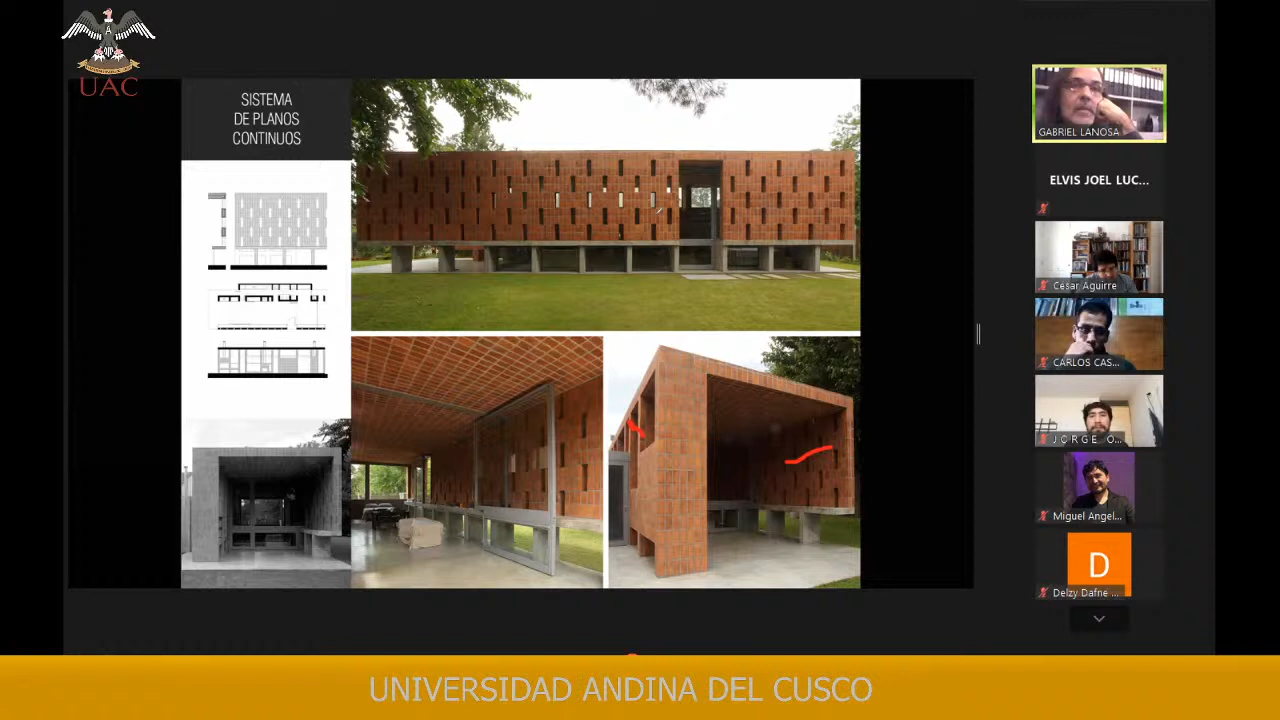 UAC
SISTEMA
DE PLANOS
CONTINUOS
GABRIEL LANOSA
ELVIS JOEL LUC...
César Aguirre
CARLOS CAS...
J O R G E O...
Miguel Angel...
D
Delzy Dafne ...
UNIVERSIDAD ANDINA DEL CUSCO